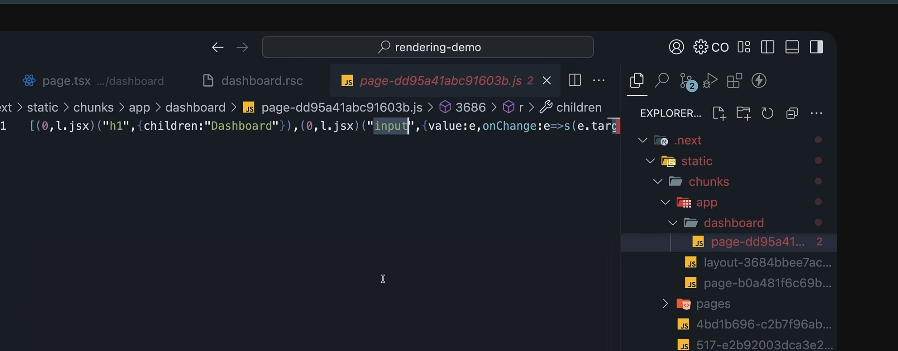 rendering-demo
CO
page.tsx .../dashboard
dashboard.rsc
page-dd95a41abc91603b.js 2
ext > static > chunks > app > dashboard > page-dd95a41abc91603b.js > 3686 > r > children
1 [(0,l.jsx)("h1",{children:"Dashboard"}),(0,l.jsx)("input",{value:e,onChange:e=>s(e.targ
2
EXPLORER...
.next
static
chunks
app
dashboard
page-dd95a41... 2
layout-3684bbee7ac...
page-b0a481f6c69b...
pages
4bd1b696-c2b7f96ab...
517-e2b92003dca3e2...